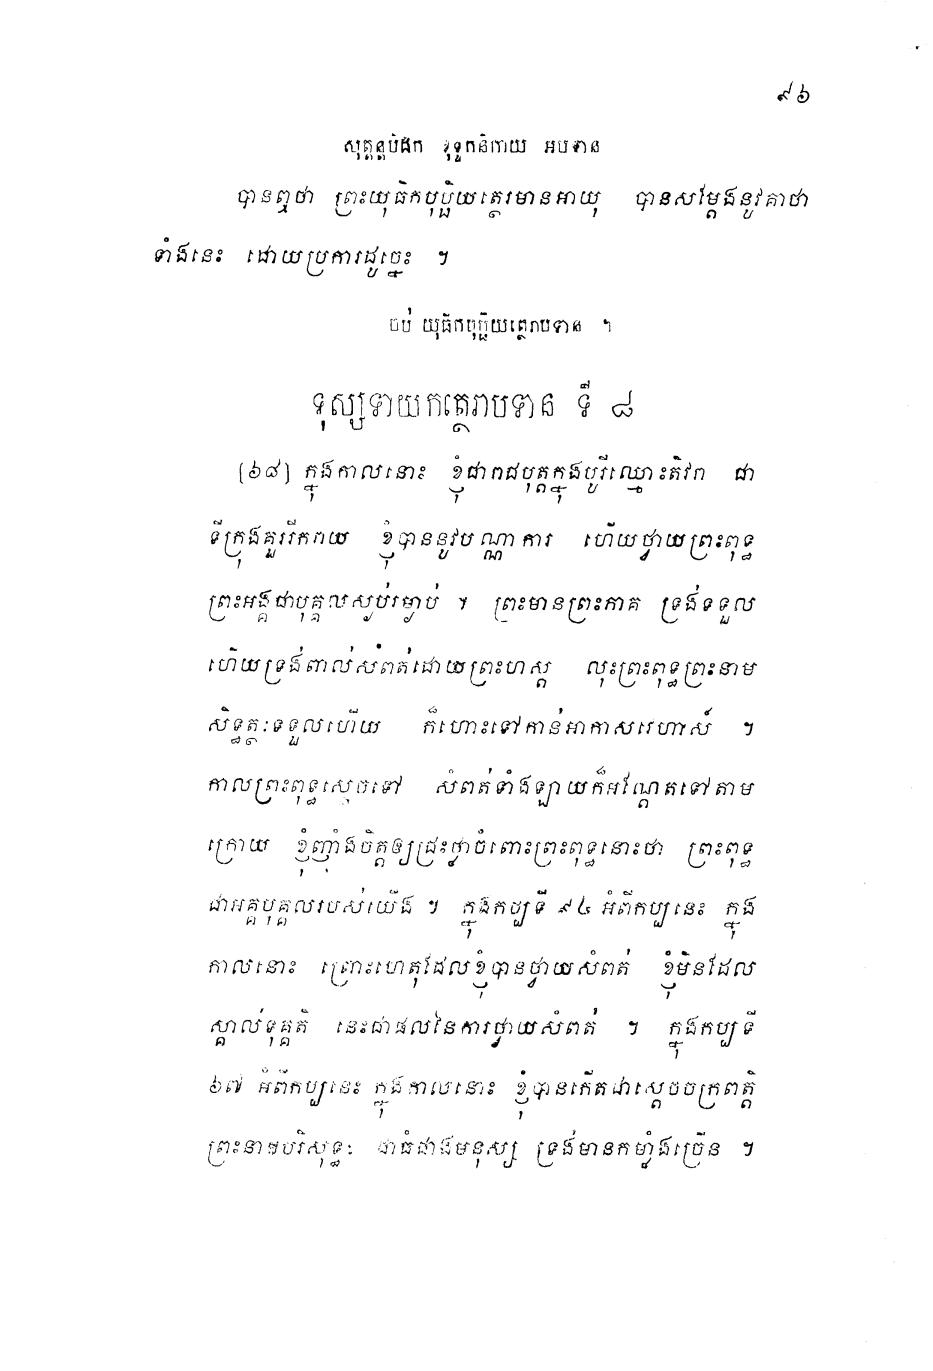 ៩៦
សុត្តន្តបិដក ខុទ្ទកនិកាយ អបទាន
បានឮថា ព្រះយុធិកបុប្ផិយត្ថេរមានអាយុ បានសម្តែងនូវគាថា
ទាំងនេះ ដោយប្រការដូច្នេះ ។
ចប់ យុធិកបុប្ផិយត្ថេរាបទាន ។
ទុស្សទាយកត្ថេរាបទាន ទី ៨
[៦៨] ក្នុងកាលនោះ ខ្ញុំជារាជបុត្តក្នុងបូរីឈ្មោះតិវរា ជា
ទីក្រុងគួររីករាយ ខ្ញុំបាននូវបណ្ណាការ ហើយថ្វាយព្រះពុទ្ធ
ព្រះអង្គជាបុគ្គលស្ងប់រម្ងាប់ ។ ព្រះមានព្រះភាគ ទ្រង់ទទួល
ហើយទ្រង់ពាល់សំពត់ដោយព្រះហស្ត លុះព្រះពុទ្ធព្រះនាម
សិទ្ធត្ថៈទទួលហើយ ក៏ហោះទៅកាន់អាកាសវេហាស៍ ។
កាលព្រះពុទ្ធស្តេចទៅ សំពត់ទាំងឡាយក៏អណ្តែតទៅតាម
ក្រោយ ខ្ញុំញ៉ាំងចិត្តឲ្យជ្រះថ្លាចំពោះព្រះពុទ្ធនោះថា ព្រះពុទ្ធ
ជាអគ្គបុគ្គលរបស់យើង ។ ក្នុងកប្បទី ៩៤ អំពីកប្បនេះ ក្នុង
កាលនោះ ព្រោះហេតុដែលខ្ញុំបានថ្វាយសំពត់ ខ្ញុំមិនដែល
ស្គាល់ទុគ្គតិ នេះជាផលនៃការថ្វាយសំពត់ ។ ក្នុងកប្បទី
៦៧ អំពីកប្បនេះ ក្នុងកាលនោះ ខ្ញុំបានកើតជាស្តេចចក្រពត្តិ
ព្រះនាមបរិសុទ្ធៈ ជាធំជាងមនុស្ស ទ្រង់មានកម្លាំងច្រើន ។